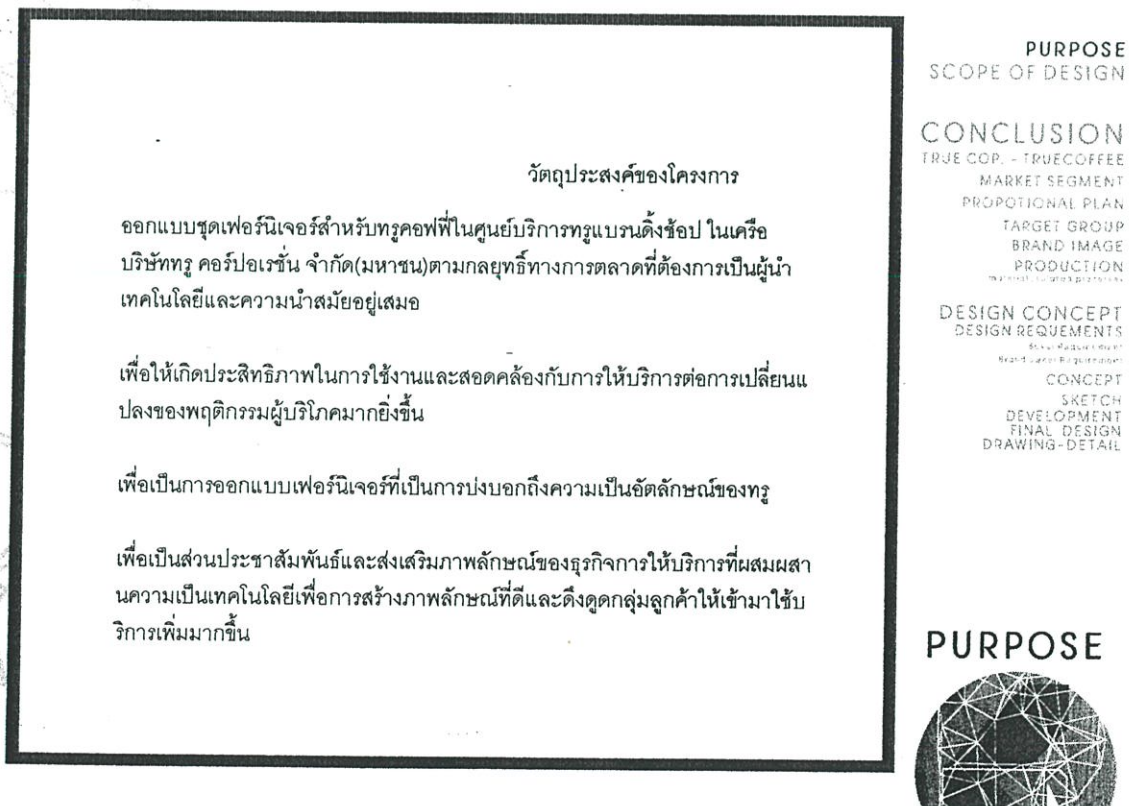 วัตถุประสงค์ของโครงการ
ออกแบบชุดเฟอร์นิเจอร์สำหรับทรูคอฟฟี่ในศูนย์บริการทรูแบรนดิ้งช้อป ในเครือ
บริษัททรู คอร์ปอเรชั่น จำกัด(มหาชน)ตามกลยุทธิ์ทางการตลาดที่ต้องการเป็นผู้นำ
เทคโนโลยีและความนำสมัยอยู่เสมอ
เพื่อให้เกิดประสิทธิภาพในการใช้งานและสอดคล้องกับการให้บริการต่อการเปลี่ยนแ
ปลงของพฤติกรรมผู้บริโภคมากยิ่งขึ้น
เพื่อเป็นการออกแบบเฟอร์นิเจอร์ที่เป็นการบ่งบอกถึงความเป็นอัตลักษณ์ของทรู
เพื่อเป็นส่วนประชาสัมพันธ์และส่งเสริมภาพลักษณ์ของธุรกิจการให้บริการที่ผสมผสา
นความเป็นเทคโนโลยีเพื่อการสร้างภาพลักษณ์ที่ดีและดึงดูดกลุ่มลูกค้าให้เข้ามาใช้บ
ริการเพิ่มมากขึ้น
PURPOSE
SCOPE OF DESIGN
CONCLUSION
TRUE COP. - TRUECOFFEE
MARKET SEGMENT
PROPOTIONAL PLAN
TARGET GROUP
BRAND IMAGE
PRODUCTION
DESIGN CONCEPT
DESIGN REQUEMENTS
CONCEPT
SKETCH
DEVELOPMENT
FINAL DESIGN
DRAWING-DETAIL
PURPOSE